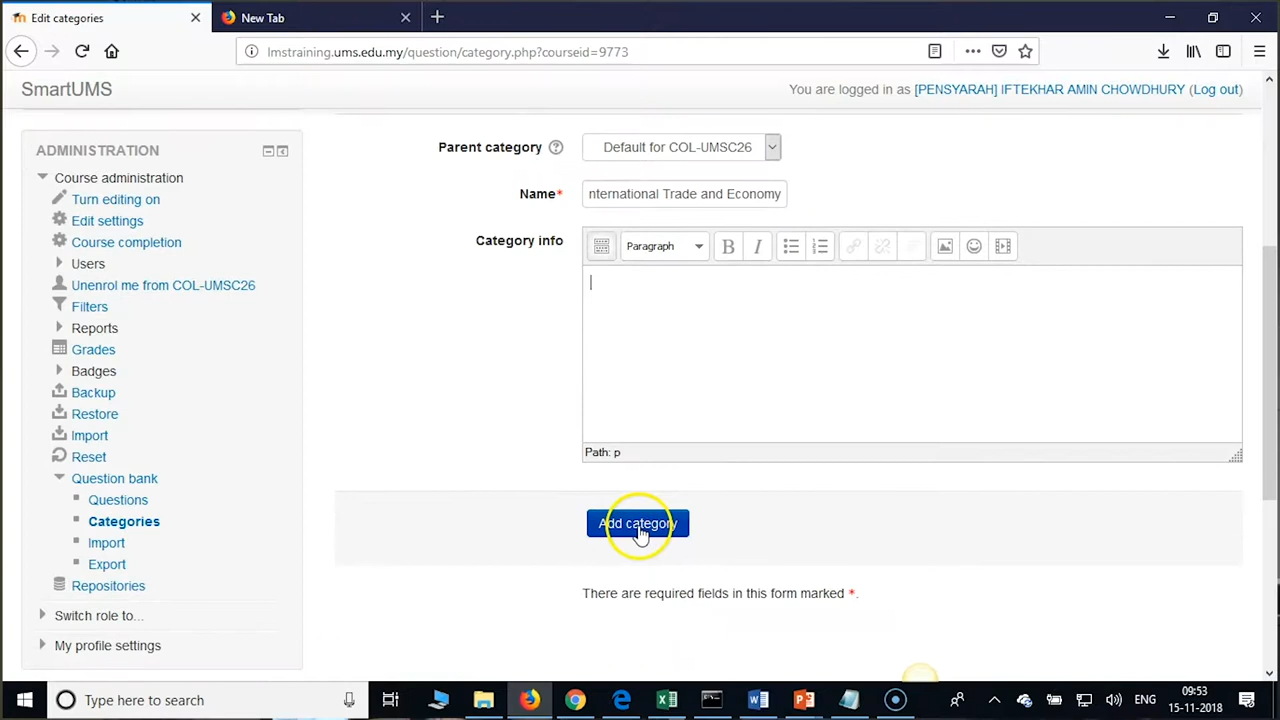 Edit categories
New Tab
lmstraining.ums.edu.my/question/category.php?courseid=9773
SmartUMS
You are logged in as [PENSYARAH] IFTEKHAR AMIN CHOWDHURY (Log out)
ADMINISTRATION
Course administration
Turn editing on
Edit settings
Course completion
Users
Unenrol me from COL-UMSC26
Filters
Reports
Grades
Badges
Backup
Restore
Import
Reset
Question bank
Questions
Categories
Import
Export
Repositories
Switch role to...
My profile settings
Parent category
Default for COL-UMSC26
Name*
nternational Trade and Economy
Category info
Paragraph
B I
Path: p
Add category
There are required fields in this form marked *.
Type here to search
ENG
09:53
15-11-2018